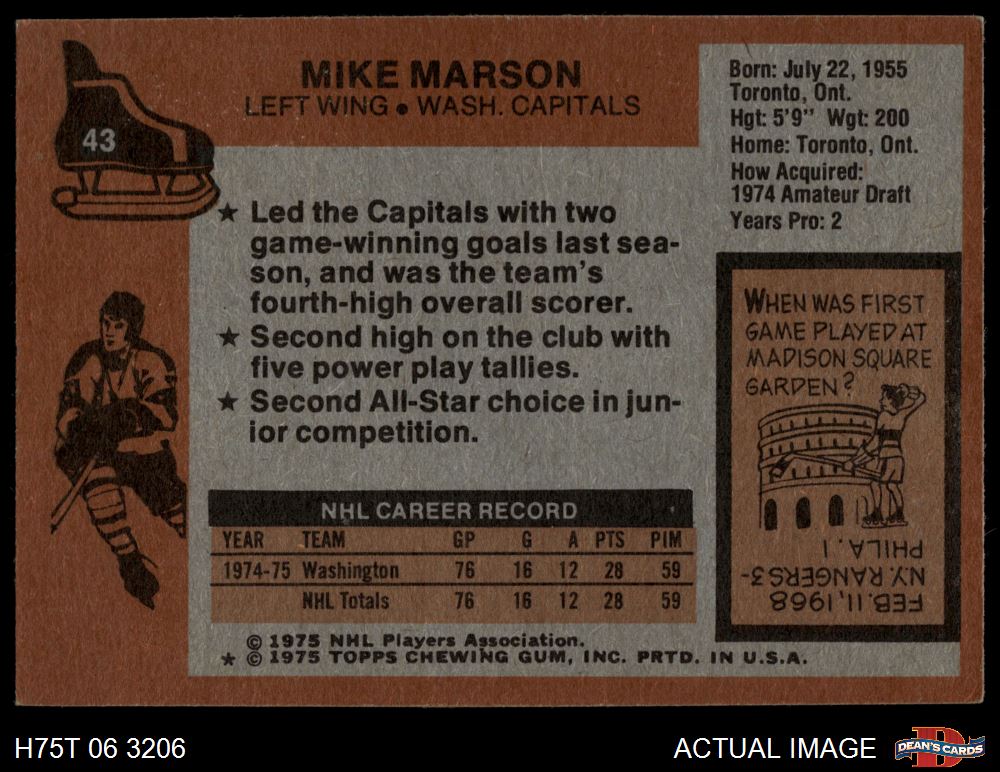 43
MIKE MARSON
LEFT WING • WASH. CAPITALS
Born: July 22, 1955
Toronto, Ont.
Hgt: 5'9" Wgt: 200
Home: Toronto, Ont.
How Acquired:
1974 Amateur Draft
Years Pro: 2
★ Led the Capitals with two
game-winning goals last sea-
son, and was the team's
fourth-high overall scorer.
★ Second high on the club with
five power play tallies.
★ Second All-Star choice in jun-
ior competition.
WHEN WAS FIRST
GAME PLAYED AT
MADISON SQUARE
GARDEN?
FEB. 11, 1968
N.Y. RANGERS 3-
PHILA. 1
NHL CAREER RECORD
YEAR TEAM GP G A PTS PIM
1974-75 Washington 76 16 12 28 59
NHL Totals 76 16 12 28 59
© 1975 NHL Players Association.
★ © 1975 TOPPS CHEWING GUM, INC. PRTD. IN U.S.A.
H75T 06 3206
ACTUAL IMAGE
DEAN'S CARDS